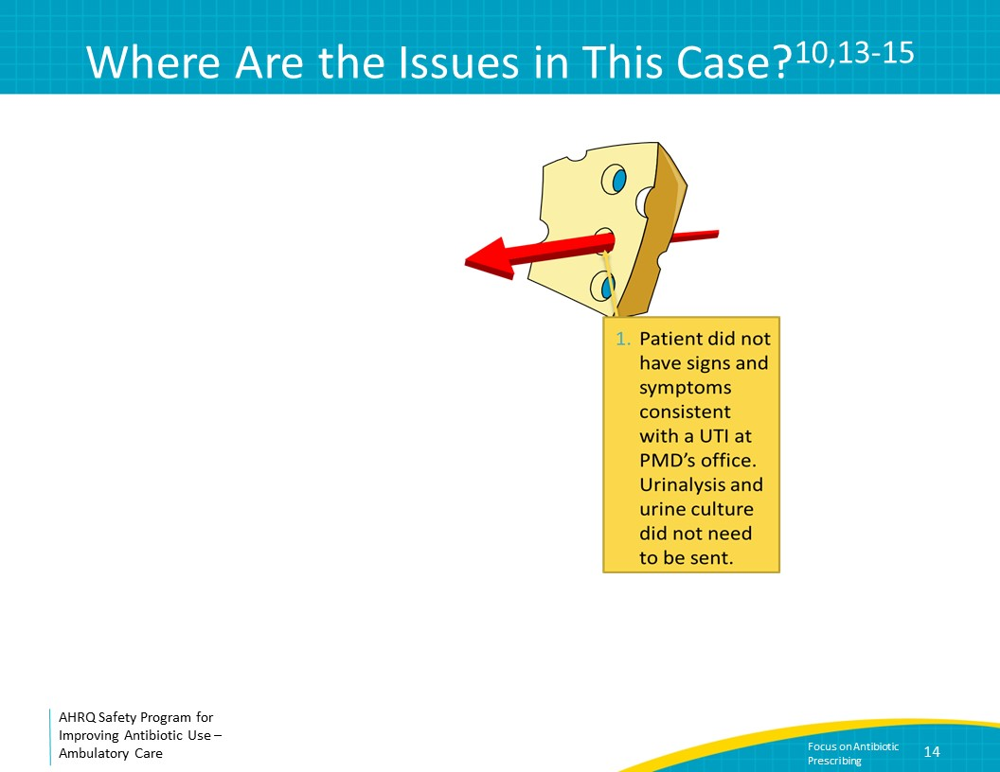 Where Are the Issues in This Case?10,13-15
1. Patient did not
have signs and
symptoms
consistent
with a UTI at
PMD’s office.
Urinalysis and
urine culture
did not need
to be sent.
AHRQ Safety Program for
Improving Antibiotic Use –
Ambulatory Care
Focus on Antibiotic
Prescribing
14